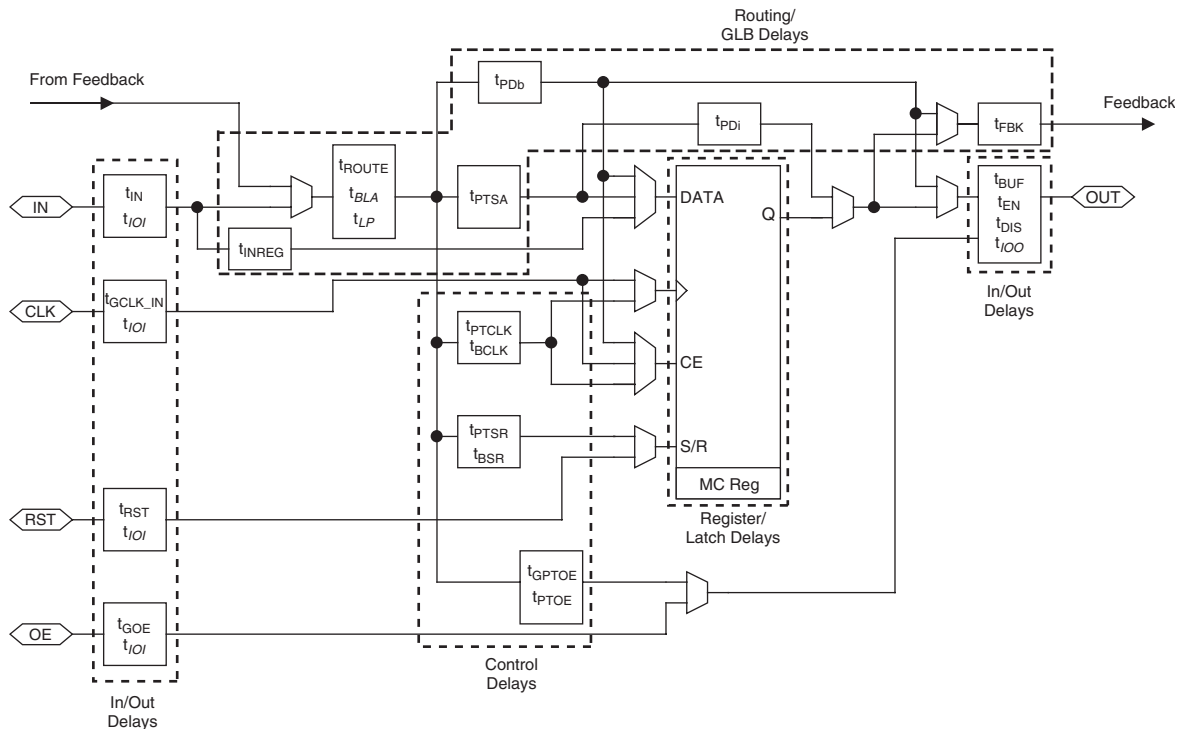 Routing/
GLB Delays
From Feedback
tPDb
Feedback
tPDi
tFBK
tROUTE
tBLA
tLP
tIN
tIOI
IN
tPTSA
DATA
Q
tBUF
tEN
tDIS
tIOO
OUT
tINREG
In/Out
Delays
CLK
tGCLK_IN
tIOI
tPTCLK
tBCLK
CE
tPTSR
tBSR
S/R
MC Reg
RST
tRST
tIOI
Register/
Latch Delays
tGPTOE
tPTOE
OE
tGOE
tIOI
Control
Delays
In/Out
Delays